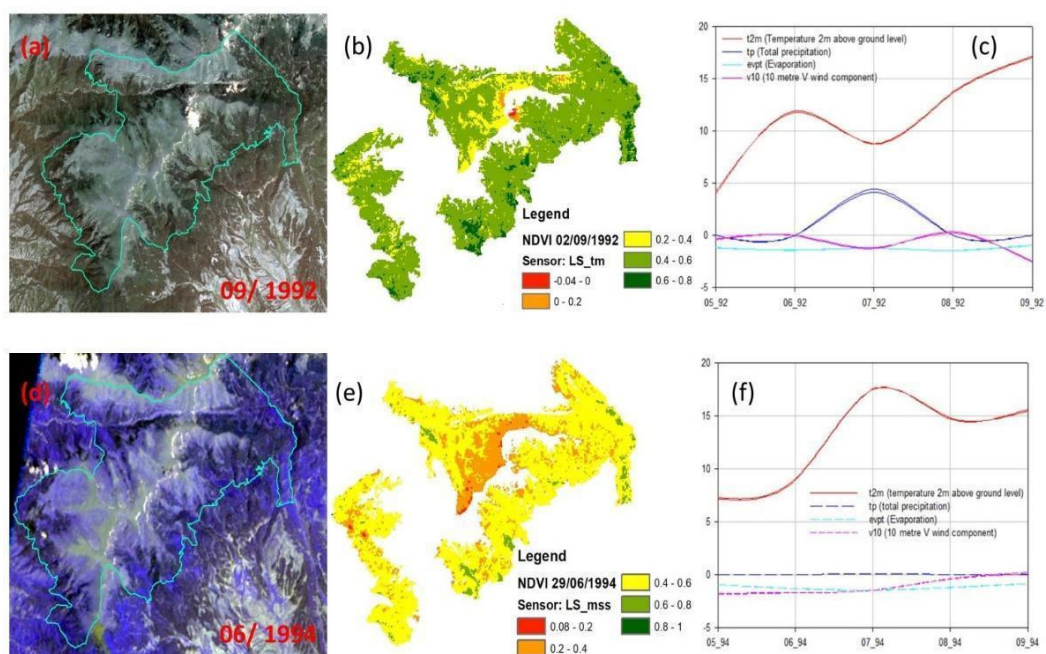 (a)
09/ 1992
(b)
Legend
NDVI 02/09/1992
Sensor: LS_tm
-0.04 - 0
0 - 0.2
0.2 - 0.4
0.4 - 0.6
0.6 - 0.8
(c)
t2m (Temperature 2m above ground level)
tp (Total precipitation)
evpt (Evaporation)
v10 (10 metre V wind component)
20
15
10
5
0
-5
05_92
06_92
07_92
08_92
09_92
(d)
06/ 1994
(e)
Legend
NDVI 29/06/1994
Sensor: LS_mss
0.08 - 0.2
0.2 - 0.4
0.4 - 0.6
0.6 - 0.8
0.8 - 1
(f)
t2m (temperature 2m above ground level)
tp (total precipitation)
evpt (Evaporation)
v10 (10 metre V wind component)
20
15
10
5
0
-5
05_94
06_94
07_94
08_94
09_94